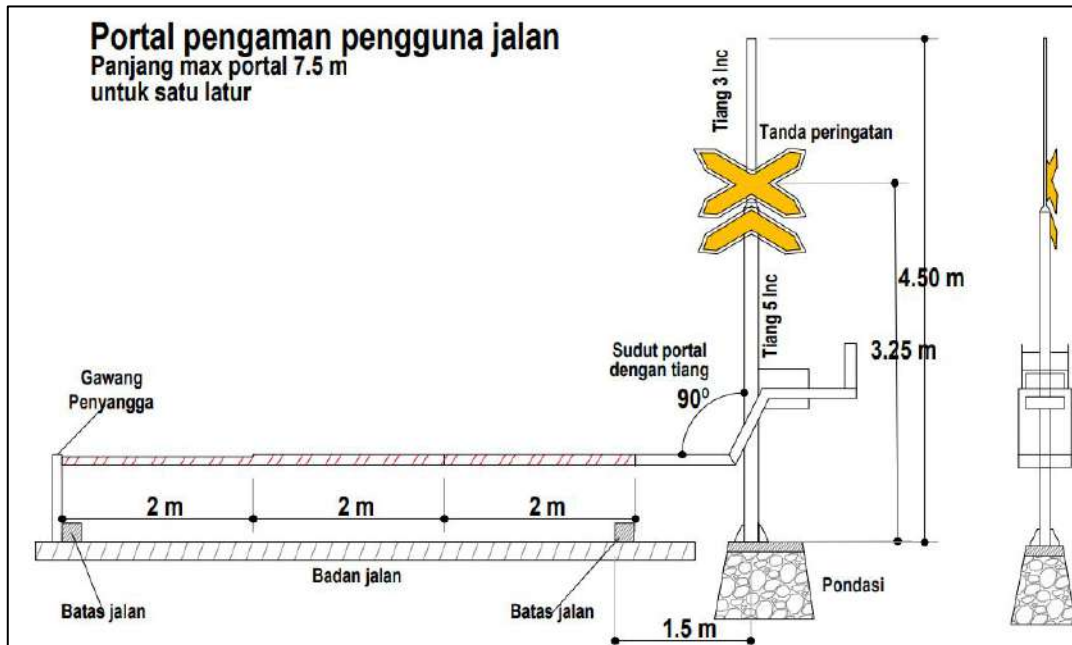 Portal pengaman pengguna jalan
Panjang max portal 7.5 m
untuk satu latur
Tiang 3 Inc
Tanda peringatan
4.50 m
Tiang 5 Inc
3.25 m
Sudut portal
dengan tiang
90⁰
Gawang
Penyangga
2 m
2 m
2 m
Badan jalan
Pondasi
Batas jalan
Batas jalan
1.5 m